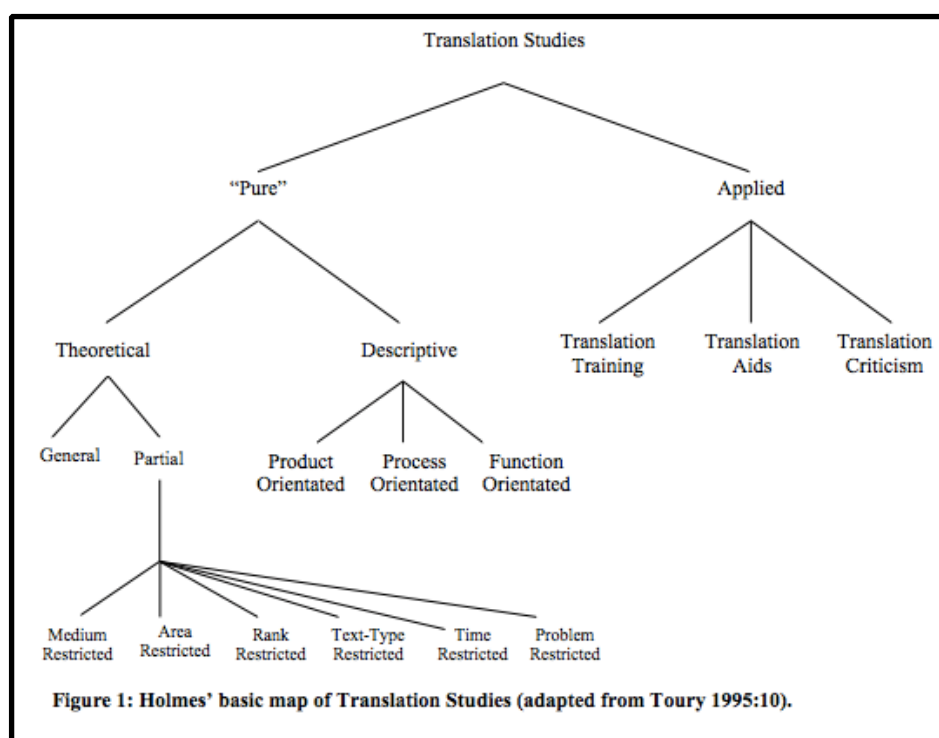 Translation Studies
“Pure”
Applied
Theoretical
Descriptive
Translation
Training
Translation
Aids
Translation
Criticism
General
Partial
Product
Orientated
Process
Orientated
Function
Orientated
Medium
Restricted
Area
Restricted
Rank
Restricted
Text-Type
Restricted
Time
Restricted
Problem
Restricted
Figure 1: Holmes’ basic map of Translation Studies (adapted from Toury 1995:10).